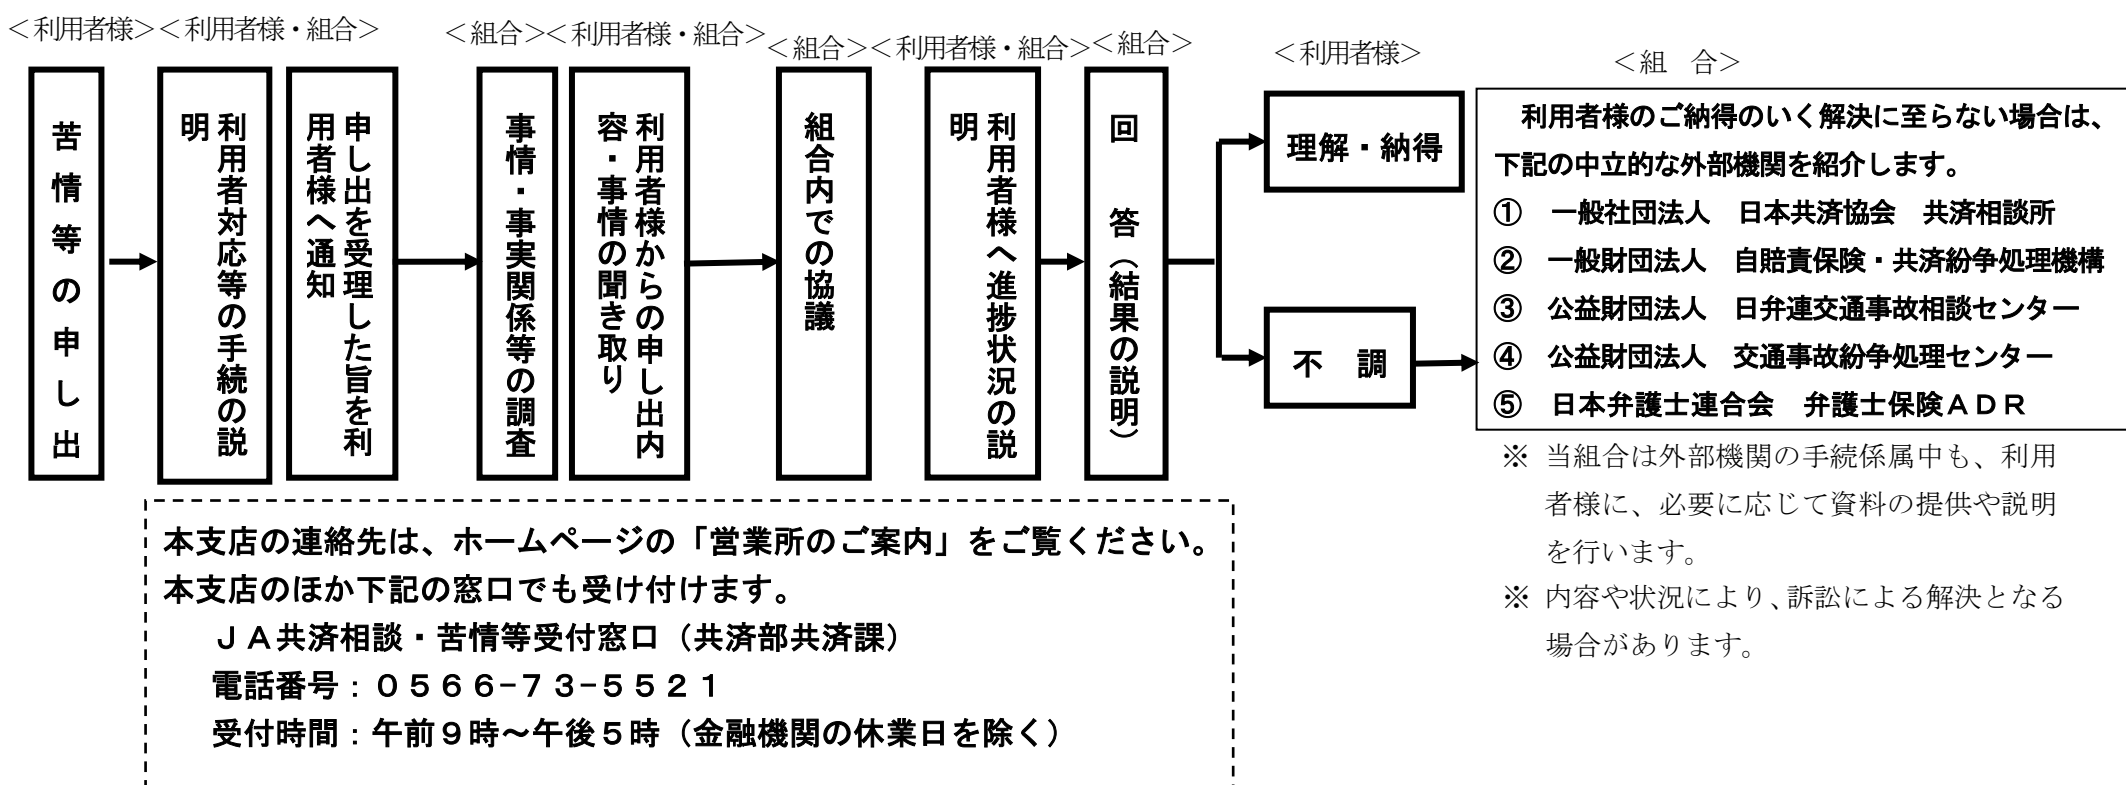 ＜利用者様＞＜利用者様・組合＞
＜組合＞＜利用者様・組合＞
＜組合＞＜利用者様・組合＞＜組合＞
＜利用者様＞
＜組　合＞
苦情等の申し出
利用者対応等の手続の説
明
申し出を受理した旨を利
用者様へ通知
事情・事実関係等の調査
利用者様からの申し出内
容・事情の聞き取り
組合内での協議
利用者様へ進捗状況の説
明
回　答（結果の説明）
理解・納得
不　調
利用者様のご納得のいく解決に至らない場合は、
下記の中立的な外部機関を紹介します。
①　一般社団法人　日本共済協会　共済相談所
②　一般財団法人　自賠責保険・共済紛争処理機構
③　公益財団法人　日弁連交通事故相談センター
④　公益財団法人　交通事故紛争処理センター
⑤　日本弁護士連合会　弁護士保険ＡＤＲ
※ 当組合は外部機関の手続係属中も、利用
者様に、必要に応じて資料の提供や説明
を行います。
※ 内容や状況により、訴訟による解決となる
場合があります。
本支店の連絡先は、ホームページの「営業所のご案内」をご覧ください。
本支店のほか下記の窓口でも受け付けます。
ＪＡ共済相談・苦情等受付窓口（共済部共済課）
電話番号：０５６６-７３-５５２１
受付時間：午前９時～午後５時（金融機関の休業日を除く）